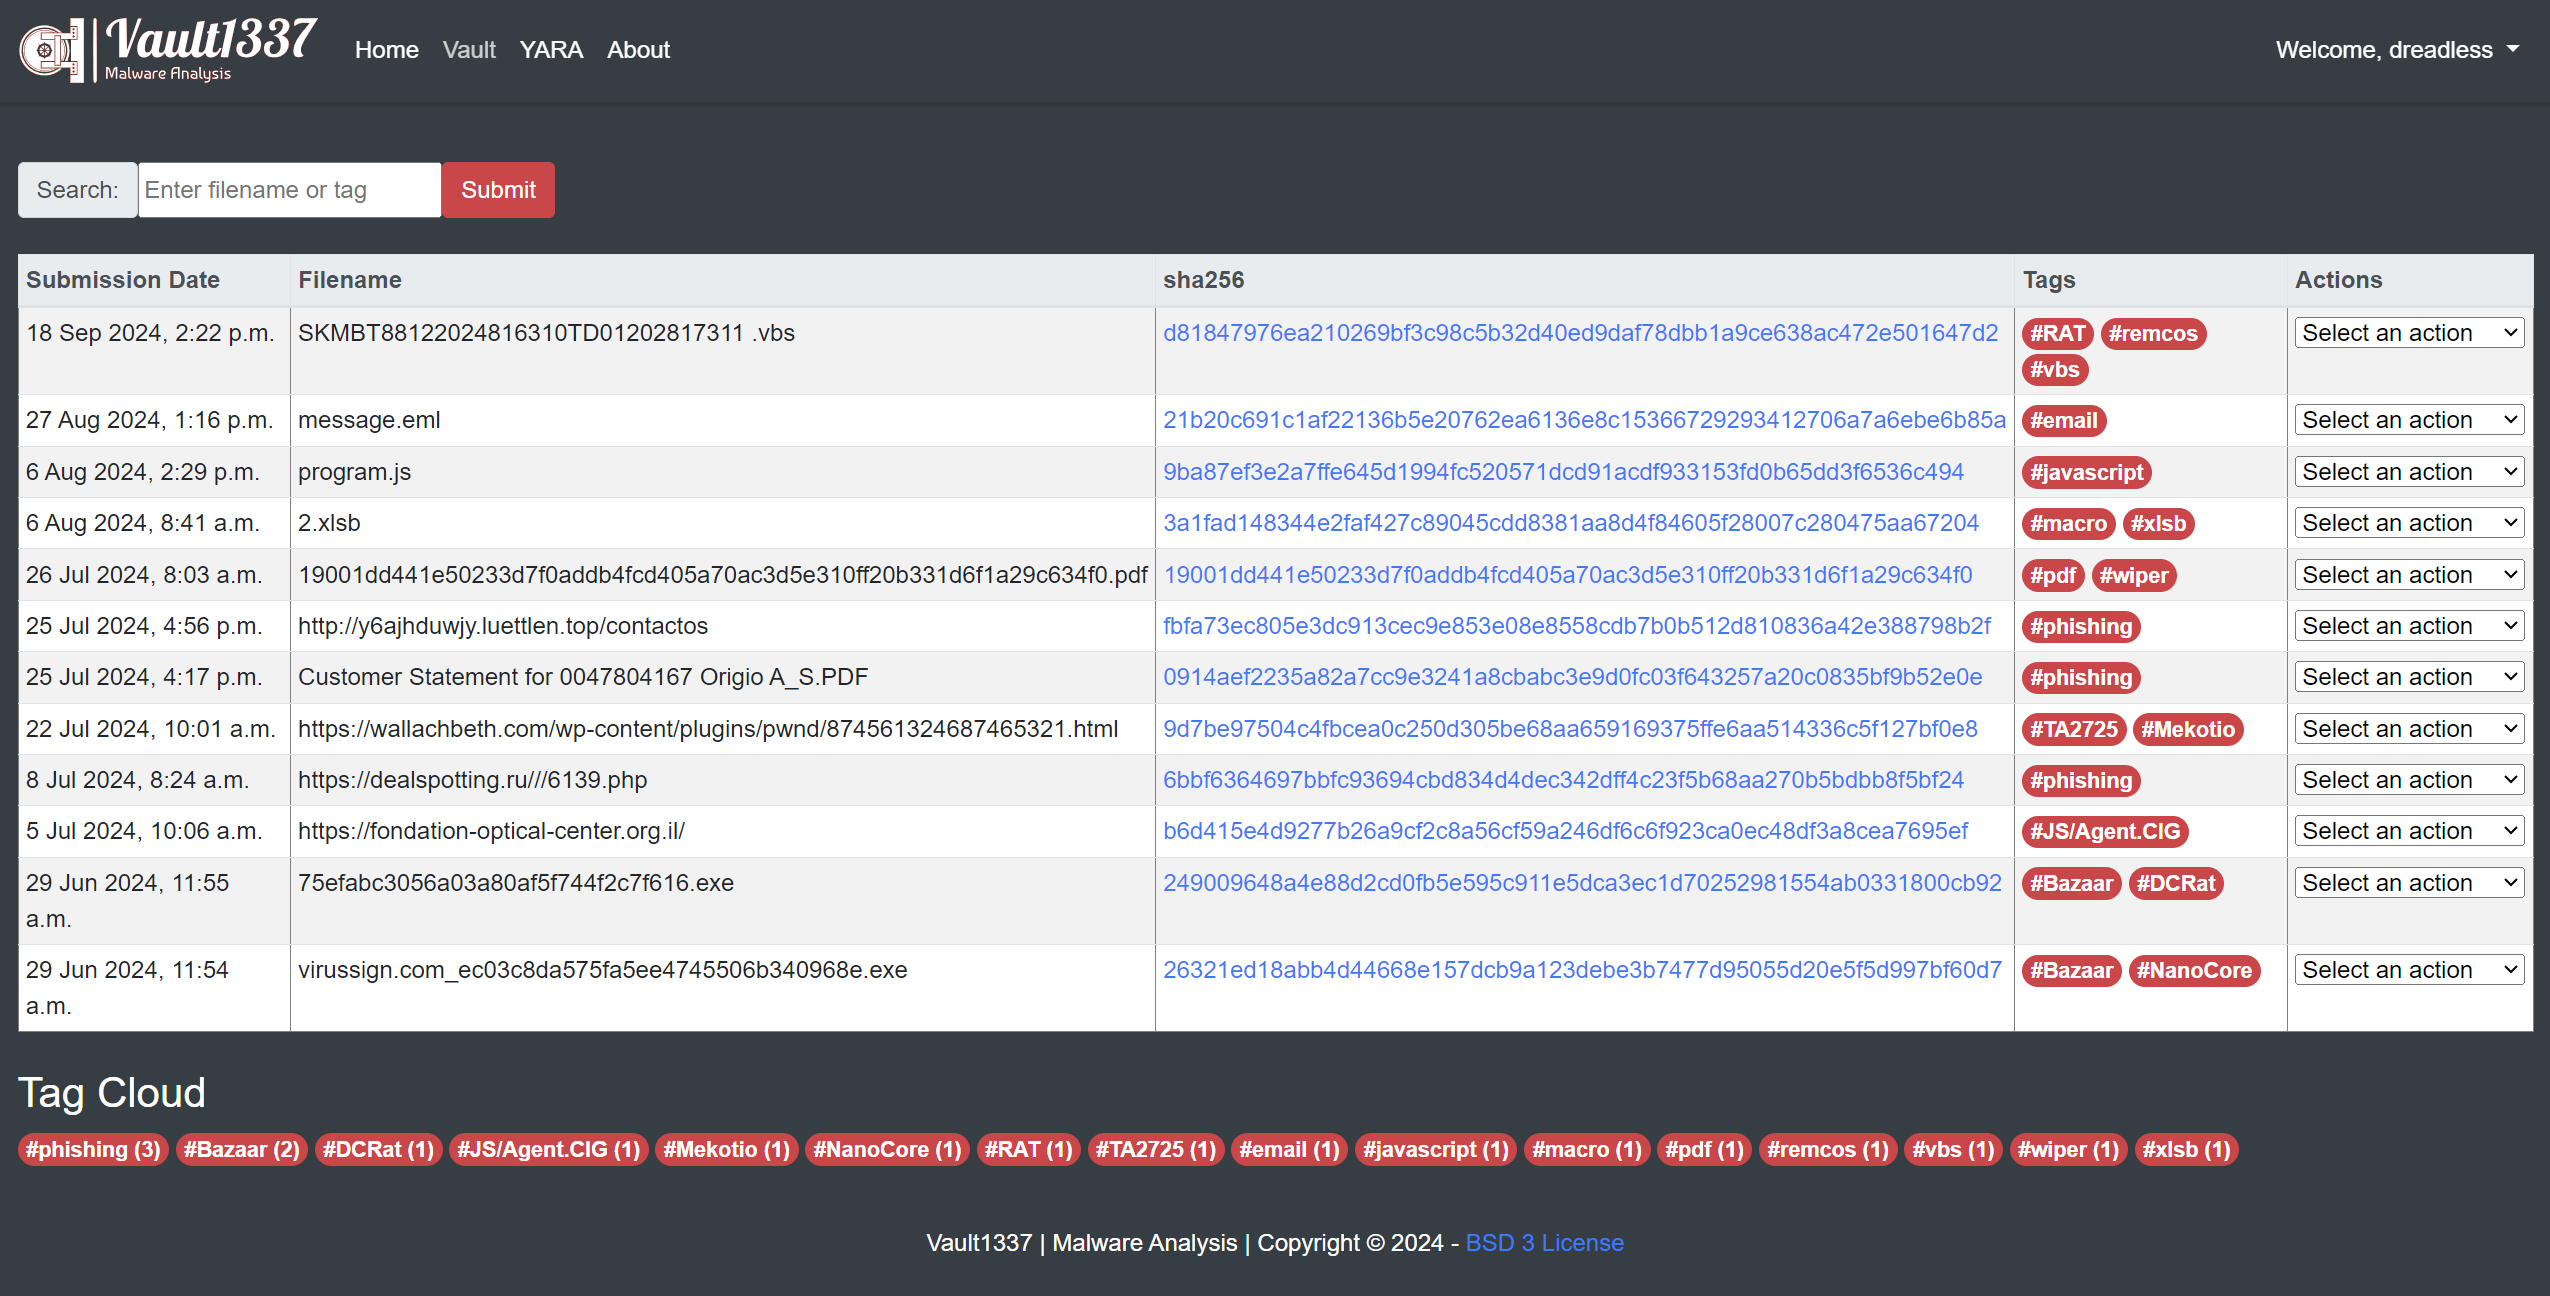 Vault1337
Malware Analysis
Home Vault YARA About
Welcome, dreadless
Search: Enter filename or tag Submit
Submission Date Filename sha256 Tags Actions
18 Sep 2024, 2:22 p.m. SKMBT88122024816310TD01202817311 .vbs d81847976ea210269bf3c98c5b32d40ed9daf78dbb1a9ce638ac472e501647d2 #RAT #remcos Select an action
#vbs
27 Aug 2024, 1:16 p.m. message.eml 21b20c691c1af22136b5e20762ea6136e8c15366729293412706a7a6ebe6b85a #email Select an action
6 Aug 2024, 2:29 p.m. program.js 9ba87ef3e2a7ffe645d1994fc520571dcd91acdf933153fd0b65dd3f6536c494 #javascript Select an action
6 Aug 2024, 8:41 a.m. 2.xlsb 3a1fad148344e2faf427c89045cdd8381aa8d4f84605f28007c280475aa67204 #macro #xlsb Select an action
26 Jul 2024, 8:03 a.m. 19001dd441e50233d7f0addb4fcd405a70ac3d5e310ff20b331d6f1a29c634f0.pdf 19001dd441e50233d7f0addb4fcd405a70ac3d5e310ff20b331d6f1a29c634f0 #pdf #wiper Select an action
25 Jul 2024, 4:56 p.m. http://y6ajhduwjy.luettlen.top/contactos fbfa73ec805e3dc913cec9e853e08e8558cdb7b0b512d810836a42e388798b2f #phishing Select an action
25 Jul 2024, 4:17 p.m. Customer Statement for 0047804167 Origio A_S.PDF 0914aef2235a82a7cc9e3241a8cbabc3e9d0fc03f643257a20c0835bf9b52e0e #phishing Select an action
22 Jul 2024, 10:01 a.m. https://wallachbeth.com/wp-content/plugins/pwnd/874561324687465321.html 9d7be97504c4fbcea0c250d305be68aa659169375ffe6aa514336c5f127bf0e8 #TA2725 #Mekotio Select an action
8 Jul 2024, 8:24 a.m. https://dealspotting.ru///6139.php 6bbf6364697bbfc93694cbd834d4dec342dff4c23f5b68aa270b5bdbb8f5bf24 #phishing Select an action
5 Jul 2024, 10:06 a.m. https://fondation-optical-center.org.il/ b6d415e4d9277b26a9cf2c8a56cf59a246df6c6f923ca0ec48df3a8cea7695ef #JS/Agent.CIG Select an action
29 Jun 2024, 11:55 75efabc3056a03a80af5f744f2c7f616.exe 249009648a4e88d2cd0fb5e595c911e5dca3ec1d70252981554ab0331800cb92 #Bazaar #DCRat Select an action
a.m.
29 Jun 2024, 11:54 virussign.com_ec03c8da575fa5ee4745506b340968e.exe 26321ed18abb4d44668e157dcb9a123debe3b7477d95055d20e5f5d997bf60d7 #Bazaar #NanoCore Select an action
a.m.
Tag Cloud
#phishing (3) #Bazaar (2) #DCRat (1) #JS/Agent.CIG (1) #Mekotio (1) #NanoCore (1) #RAT (1) #TA2725 (1) #email (1) #javascript (1) #macro (1) #pdf (1) #remcos (1) #vbs (1) #wiper (1) #xlsb (1)
Vault1337 | Malware Analysis | Copyright © 2024 - BSD 3 License